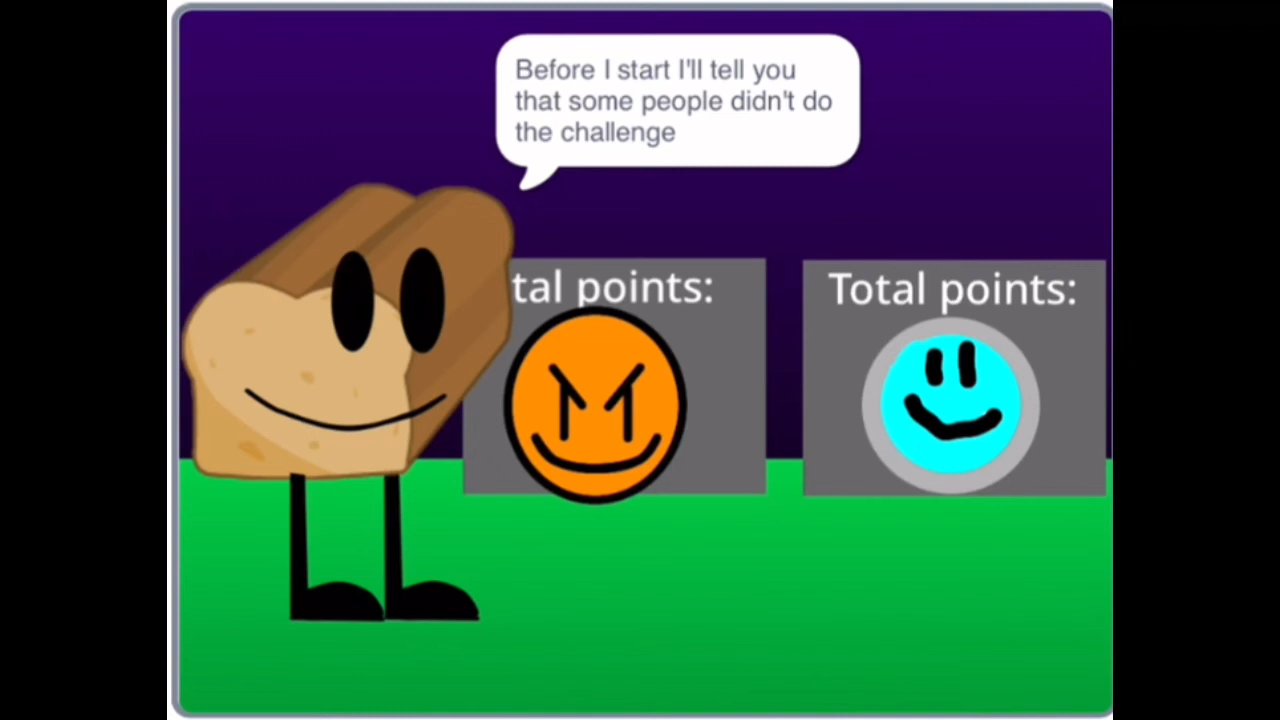 Before I start I'll tell you
that some people didn't do
the challenge
tal points:
Total points: